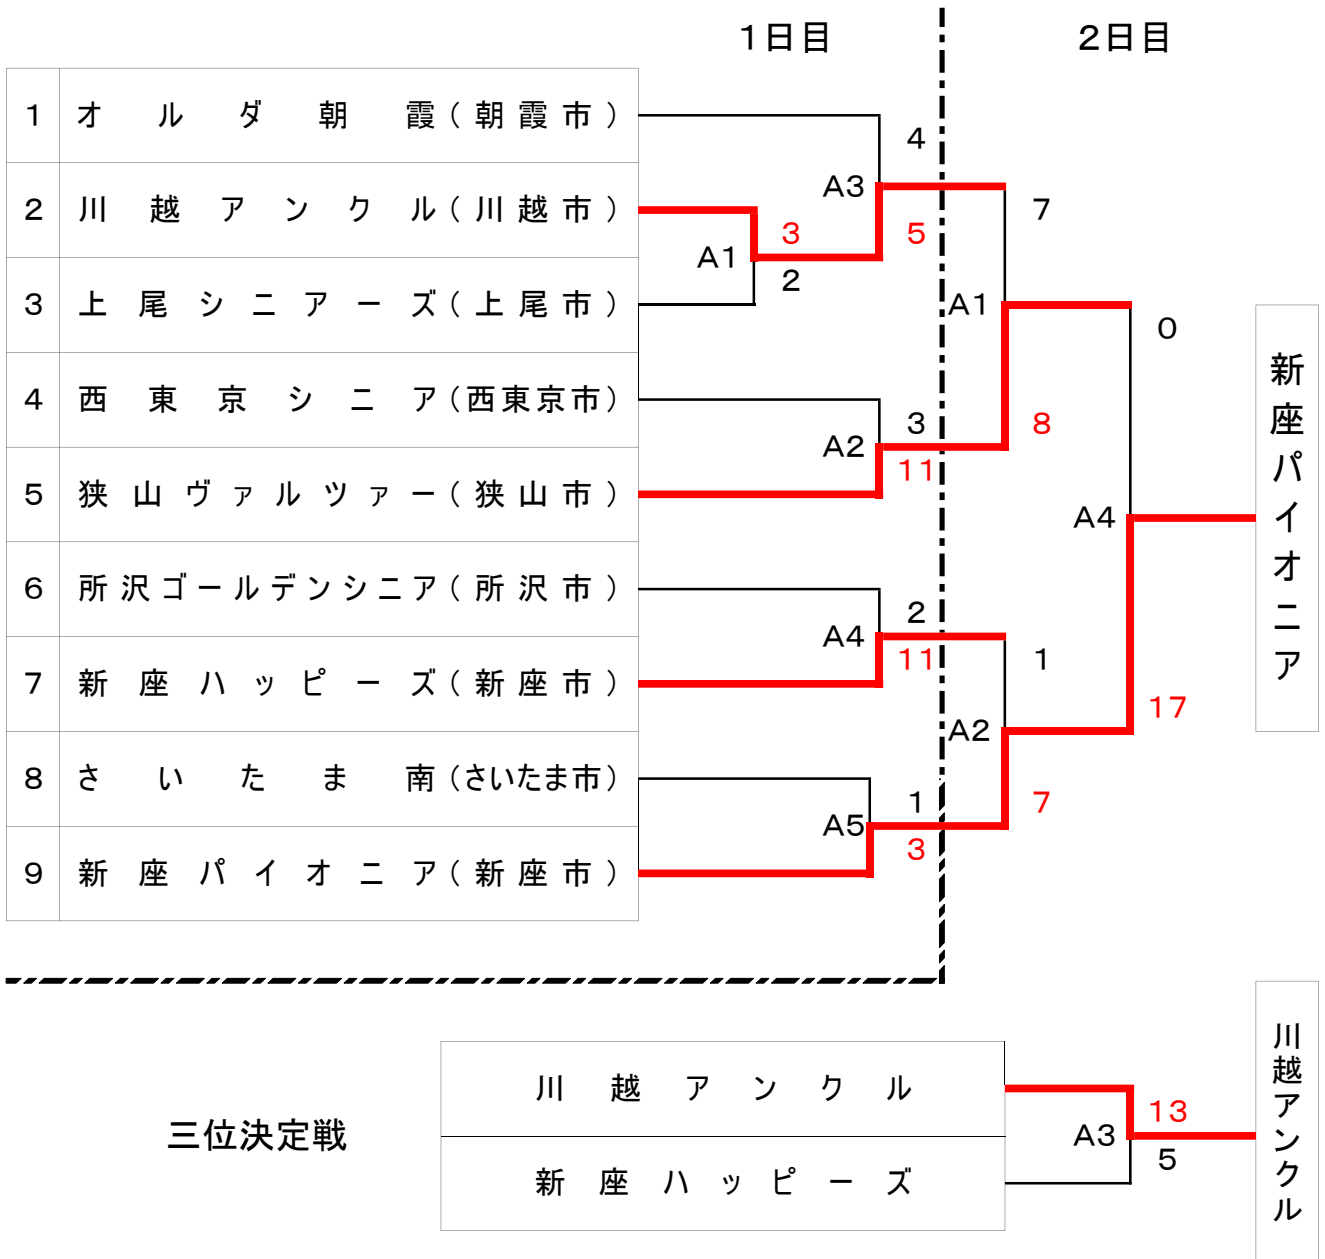 1日目
2日目
1 オルダ朝霞(朝霞市)
2 川越アンクル(川越市)
3 上尾シニアーズ(上尾市)
4 西東京シニア(西東京市)
5 狭山ヴァルツァー(狭山市)
6 所沢ゴールデンシニア(所沢市)
7 新座ハッピーズ(新座市)
8 さいたま南(さいたま市)
9 新座パイオニア(新座市)
4
A3
5
3
A1
2
3
A2
11
2
A4
11
1
A5
3
7
A1
8
1
A2
7
0
A4
17
新座パイオニア
三位決定戦
川越アンクル
新座ハッピーズ
13
A3
5
川越アンクル